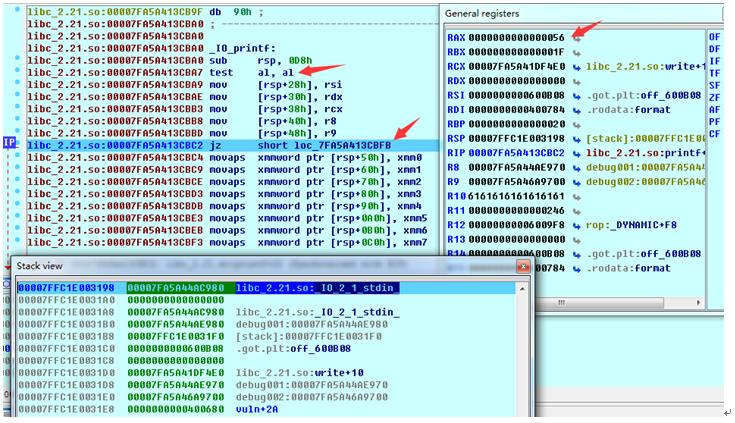 libc_2.21.so:00007FA5A413CB9F db 90h ;
libc_2.21.so:00007FA5A413CBA0 ;
libc_2.21.so:00007FA5A413CBA0
libc_2.21.so:00007FA5A413CBA0 _IO_printf:
libc_2.21.so:00007FA5A413CBA0 sub rsp, 0D8h
libc_2.21.so:00007FA5A413CBA7 test al, al
libc_2.21.so:00007FA5A413CBA9 mov [rsp+28h], rsi
libc_2.21.so:00007FA5A413CBAE mov [rsp+30h], rdx
libc_2.21.so:00007FA5A413CBB3 mov [rsp+38h], rcx
libc_2.21.so:00007FA5A413CBB8 mov [rsp+40h], r8
libc_2.21.so:00007FA5A413CBBD mov [rsp+48h], r9
IP libc_2.21.so:00007FA5A413CBC2 jz short loc_7FA5A413CBFB
libc_2.21.so:00007FA5A413CBC4 movaps xmmword ptr [rsp+50h], xmm0
libc_2.21.so:00007FA5A413CBC9 movaps xmmword ptr [rsp+60h], xmm1
libc_2.21.so:00007FA5A413CBCE movaps xmmword ptr [rsp+70h], xmm2
libc_2.21.so:00007FA5A413CBD3 movaps xmmword ptr [rsp+80h], xmm3
libc_2.21.so:00007FA5A413CBDB movaps xmmword ptr [rsp+90h], xmm4
libc_2.21.so:00007FA5A413CBE3 movaps xmmword ptr [rsp+0A0h], xmm5
libc_2.21.so:00007FA5A413CBEB movaps xmmword ptr [rsp+0B0h], xmm6
libc_2.21.so:00007FA5A413CBF3 movaps xmmword ptr [rsp+0C0h], xmm7
General registers
RAX 0000000000000056
RBX 000000000000001F
RCX 00007FA5A41DF4E0 libc_2.21.so:write+1
RDX 0000000000000000
RSI 0000000000600B08 .got.plt:off_600B08
RDI 0000000000400784 .rodata:format
RBP 0000000000000020
RSP 00007FFC1E003198 [stack]:00007FFC1E0031
RIP 00007FA5A413CBC2 libc_2.21.so:printf+
R8 00007FA5A44AE970 debug001:00007FA5A44
R9 00007FA5A46A9700 debug002:00007FA5A46
R10 6161616161616161
R11 0000000000000246
R12 00000000006009F8 rop:_DYNAMIC+F8
R13 0000000000000000
R14 0000000000600B08 .got.plt:off_600B08
00784 .rodata:format
OF
DF
IF
TF
SF
ZF
AF
PF
CF
Stack view
00007FFC1E003198 00007FA5A44AC980 libc_2.21.so:_IO_2_1_stdin_
00007FFC1E0031A0 0000000000000000
00007FFC1E0031A8 00007FA5A44AC980 libc_2.21.so:_IO_2_1_stdin_
00007FFC1E0031B0 00007FA5A44AE980 debug001:00007FA5A44AE980
00007FFC1E0031B8 00007FFC1E0031F0 [stack]:00007FFC1E0031F0
00007FFC1E0031C0 0000000000600B08 .got.plt:off_600B08
00007FFC1E0031C8 0000000000000000
00007FFC1E0031D0 00007FA5A41DF4E0 libc_2.21.so:write+10
00007FFC1E0031D8 00007FA5A44AE970 debug001:00007FA5A44AE970
00007FFC1E0031E0 00007FA5A46A9700 debug002:00007FA5A46A9700
00007FFC1E0031E8 0000000000400680 vuln+2A